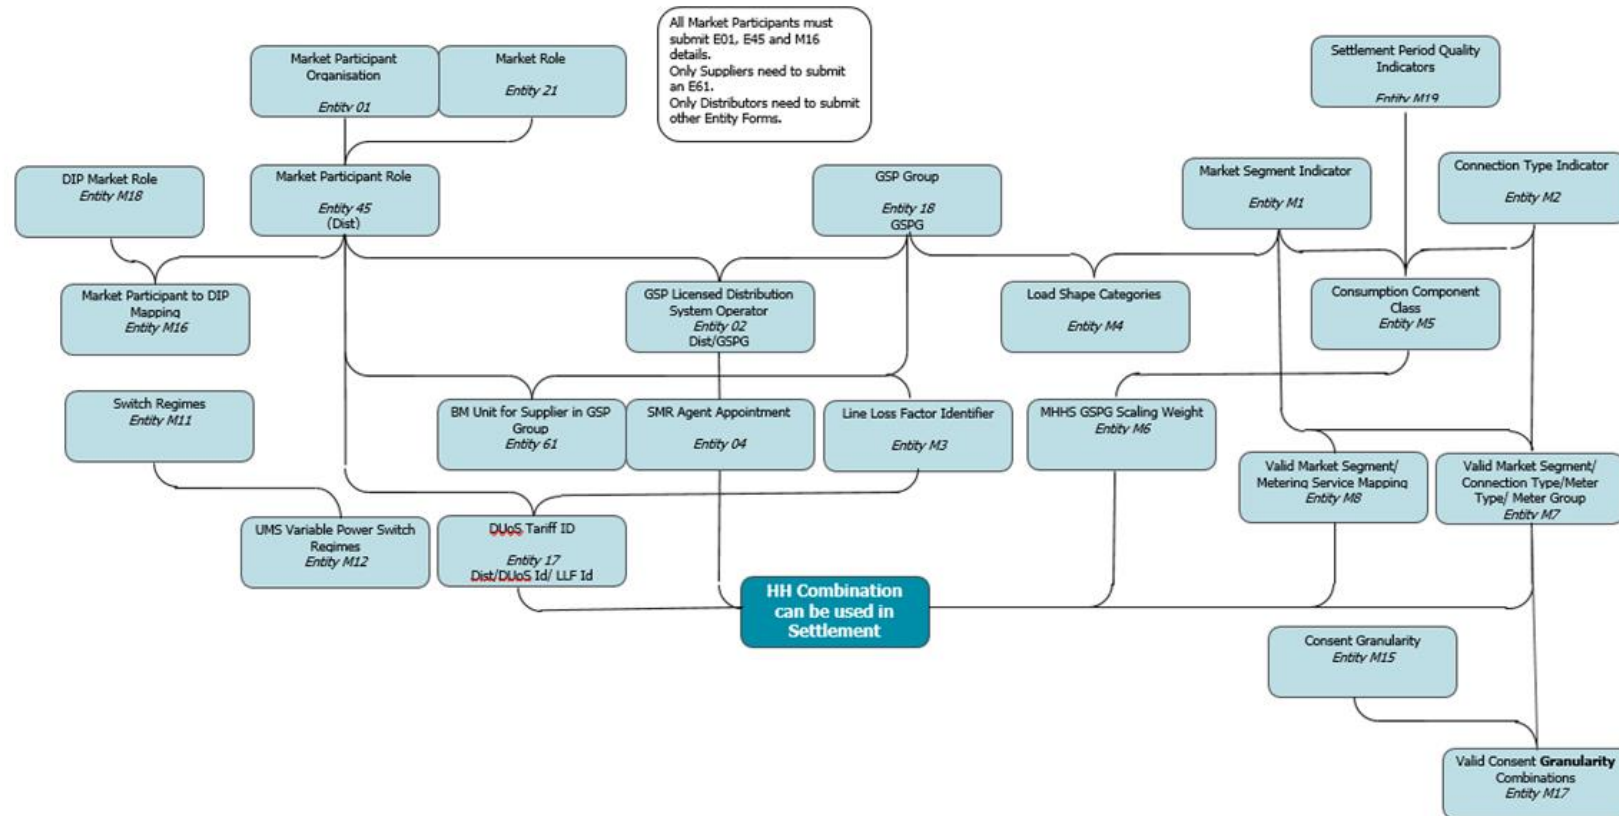 All Market Participants must
submit E01, E45 and M16
details.
Only Suppliers need to submit
an E61.
Only Distributors need to submit
other Entity Forms.
Market Participant
Organisation
Entity 01
Market Role
Entity 21
Settlement Period Quality
Indicators
Entity M19
DIP Market Role
Entity M18
Market Participant Role
Entity 45
(Dist)
GSP Group
Entity 18
GSPG
Market Segment Indicator
Entity M1
Connection Type Indicator
Entity M2
Market Participant to DIP
Mapping
Entity M16
GSP Licensed Distribution
System Operator
Entity 02
Dist/GSPG
Load Shape Categories
Entity M4
Consumption Component
Class
Entity M5
Switch Regimes
Entity M11
BM Unit for Supplier in GSP
Group
Entity 61
SMR Agent Appointment
Entity 04
Line Loss Factor Identifier
Entity M3
MHHS GSPG Scaling Weight
Entity M6
Valid Market Segment/
Metering Service Mapping
Entity M8
Valid Market Segment/
Connection Type/Meter
Type/ Meter Group
Entity M7
UMS Variable Power Switch
Regimes
Entity M12
DUoS Tariff ID
Entity 17
Dist/DUoS Id/ LLF Id
HH Combination
can be used in
Settlement
Consent Granularity
Entity M15
Valid Consent Granularity
Combinations
Entity M17